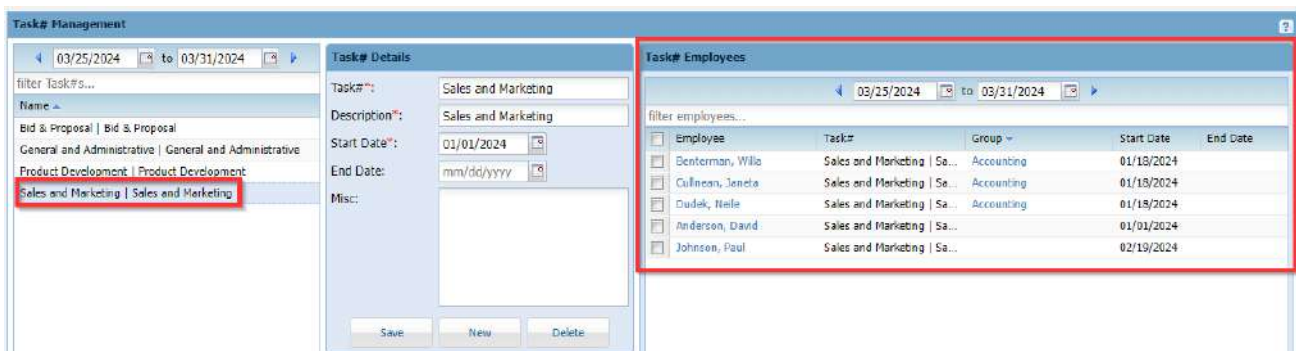 Task# Management
03/25/2024 to 03/31/2024
filter Task#s...
Name
Bid & Proposal | Bid & Proposal
General and Administrative | General and Administrative
Product Development | Product Development
Sales and Marketing | Sales and Marketing
Task# Details
Task#*: Sales and Marketing
Description*: Sales and Marketing
Start Date*: 01/01/2024
End Date: mm/dd/yyyy
Misc:
Save New Delete
Task# Employees
03/25/2024 to 03/31/2024
filter employees...
Employee Task# Group Start Date End Date
Benterman, Willa Sales and Marketing | Sa... Accounting 01/18/2024
Cullnean, Janeta Sales and Marketing | Sa... Accounting 01/18/2024
Dudek, Neile Sales and Marketing | Sa... Accounting 01/18/2024
Anderson, David Sales and Marketing | Sa... 01/01/2024
Johnson, Paul Sales and Marketing | Sa... 02/19/2024